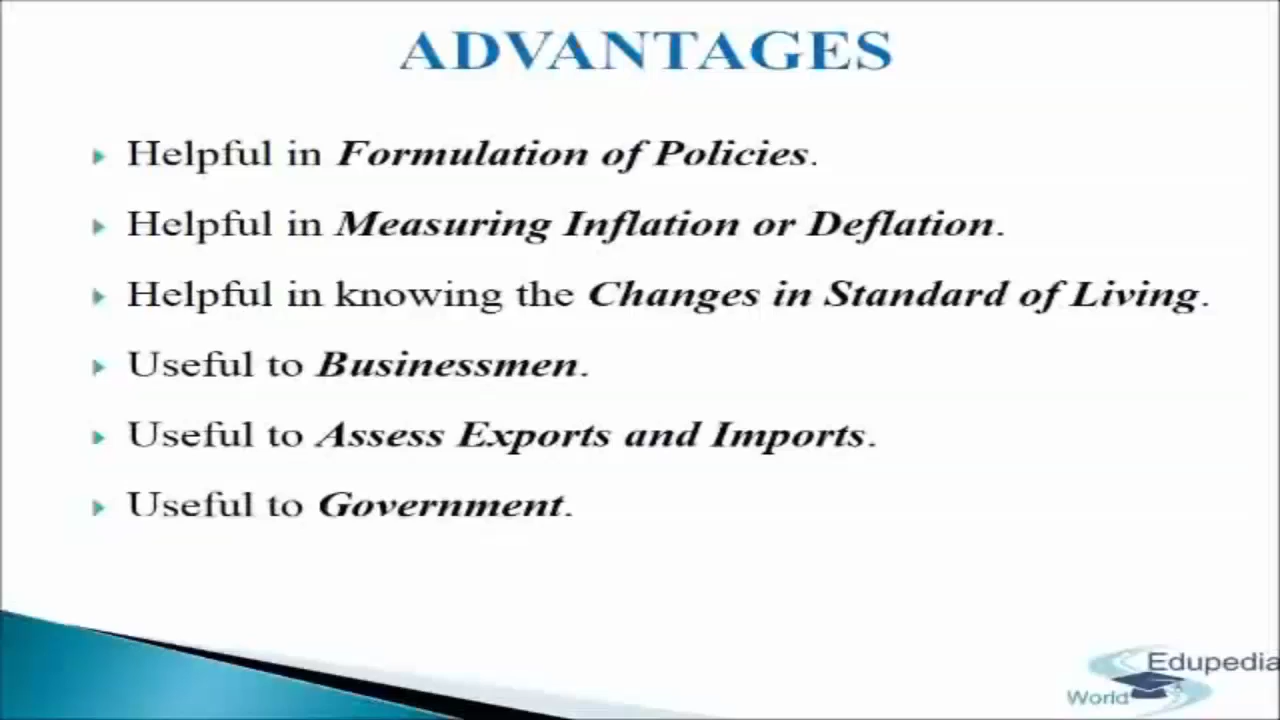 ADVANTAGES
Helpful in Formulation of Policies.
Helpful in Measuring Inflation or Deflation.
Helpful in knowing the Changes in Standard of Living.
Useful to Businessmen.
Useful to Assess Exports and Imports.
Useful to Government.
Edupedia
World